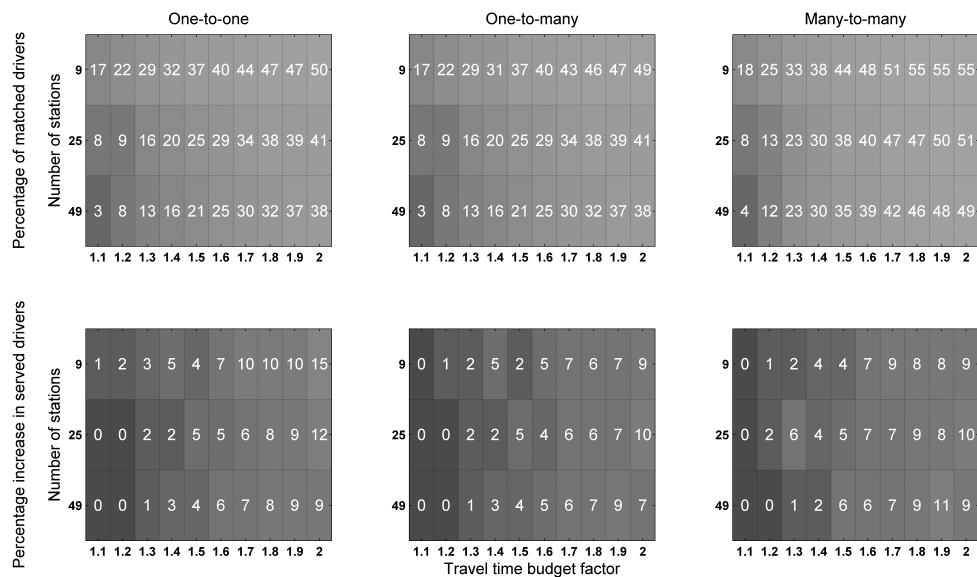 One-to-one One-to-many Many-to-many
Percentage of matched drivers
Number of stations
9 17 22 29 32 37 40 44 47 47 50 9 17 22 29 31 37 40 43 46 47 49 9 18 25 33 38 44 48 51 55 55 55
25 8 9 16 20 25 29 34 38 39 41 25 8 9 16 20 25 29 34 38 39 41 25 8 13 23 30 38 40 47 47 50 51
49 3 8 13 16 21 25 30 32 37 38 49 3 8 13 16 21 25 30 32 37 38 49 4 12 23 30 35 39 42 46 48 49
1.1 1.2 1.3 1.4 1.5 1.6 1.7 1.8 1.9 2 1.1 1.2 1.3 1.4 1.5 1.6 1.7 1.8 1.9 2 1.1 1.2 1.3 1.4 1.5 1.6 1.7 1.8 1.9 2
Percentage increase in served drivers
Number of stations
9 1 2 3 5 4 7 10 10 10 15 9 0 1 2 5 2 5 7 6 7 9 9 0 1 2 4 4 7 9 8 8 9
25 0 0 2 2 5 5 6 8 9 12 25 0 0 2 2 5 4 6 6 7 10 25 0 2 6 4 5 7 7 9 8 10
49 0 0 1 3 4 6 7 8 9 9 49 0 0 1 3 4 5 6 7 9 7 49 0 0 1 2 6 6 7 9 11 9
1.1 1.2 1.3 1.4 1.5 1.6 1.7 1.8 1.9 2 1.1 1.2 1.3 1.4 1.5 1.6 1.7 1.8 1.9 2 1.1 1.2 1.3 1.4 1.5 1.6 1.7 1.8 1.9 2
Travel time budget factor